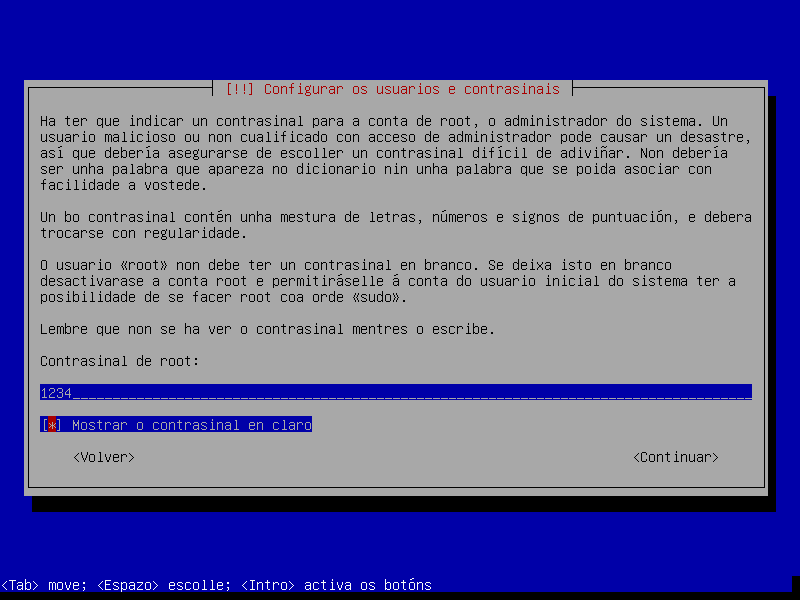 [!!] Configurar os usuarios e contrasinais
Ha ter que indicar un contrasinal para a conta de root, o administrador do sistema. Un
usuario malicioso ou non cualificado con acceso de administrador pode causar un desastre,
así que debería asegurarse de escoller un contrasinal difícil de adiviñar. Non debería
ser unha palabra que apareza no dicionario nin unha palabra que se poida asociar con
facilidade a vostede.
Un bo contrasinal contén unha mestura de letras, números e signos de puntuación, e debera
trocarse con regularidade.
O usuario «root» non debe ter un contrasinal en branco. Se deixa isto en branco
desactivarase a conta root e permitiráselle á conta do usuario inicial do sistema ter a
posibilidade de se facer root coa orde «sudo».
Lembre que non se ha ver o contrasinal mentres o escribe.
Contrasinal de root:
1234
[*] Mostrar o contrasinal en claro
<Volver> <Continuar>
<Tab> move; <Espazo> escolle; <Intro> activa os botóns